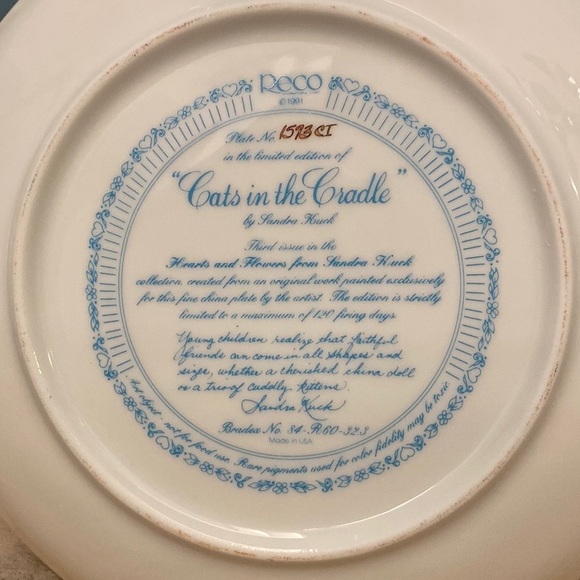 Reco
© 1991
Plate No. 1593CI
in the limited edition of
"Cats in the Cradle"
by Sandra Kuck
Third issue in the
Hearts and Flowers from Sandra Kuck
collection, created from an original work painted exclusively
for this fine china plate by the artist. The edition is strictly
limited to a maximum of 120 firing days.
Young children realize that faithful
friends can come in all shapes and
sizes, whether a cherished china doll
or a trio of cuddly kittens.
Sandra Kuck
Bradex No. 84-R60-32.3
Made in USA
Art object - not for food use. Rare pigments used for color fidelity may be toxic